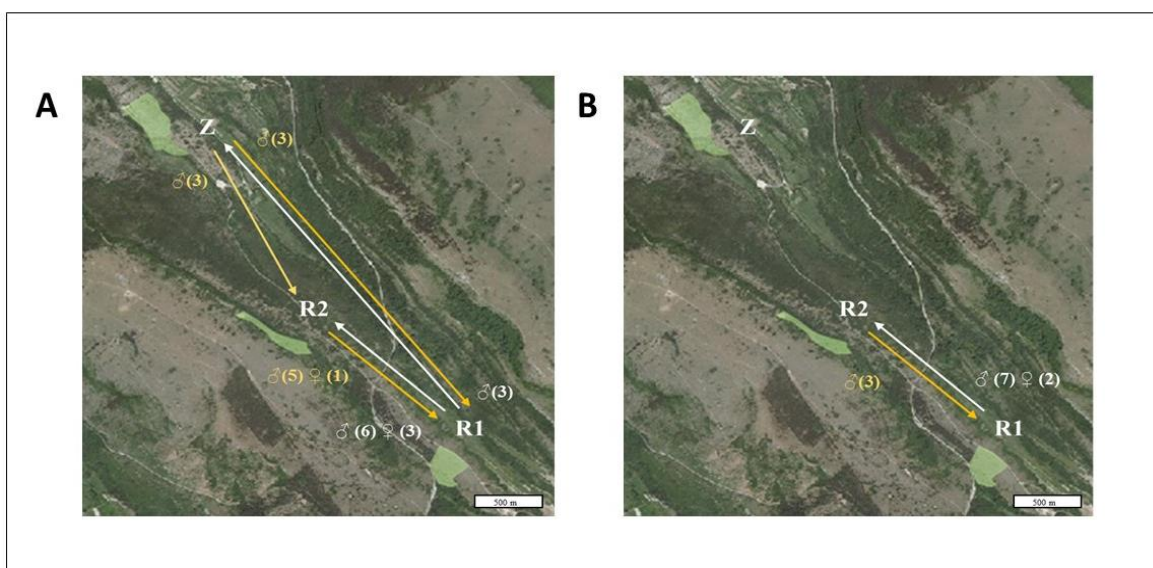 A
Z
♂(3)
♂(3)
R2
♂(5) ♀ (1)
♂(3)
♂ (6) ♀ (3)
R1
500 m
B
Z
R2
♂(3)
♂ (7) ♀ (2)
R1
500 m